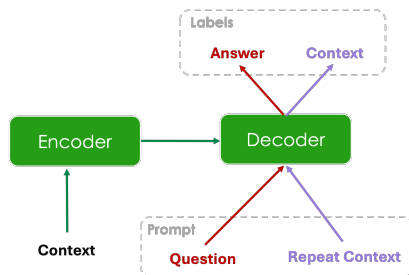 Labels
Answer Context
Encoder Decoder
Context
Prompt
Question Repeat Context